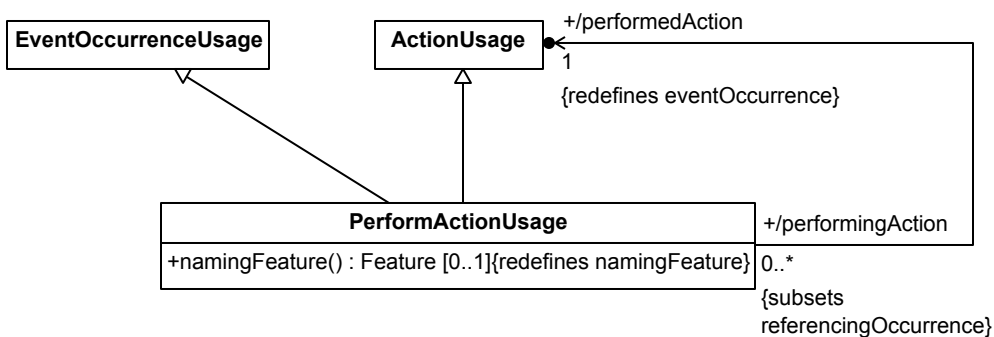 EventOccurrenceUsage
ActionUsage
+/performedAction
1
{redefines eventOccurrence}
PerformActionUsage
+namingFeature() : Feature [0..1]{redefines namingFeature}
+/performingAction
0..*
{subsets
referencingOccurrence}